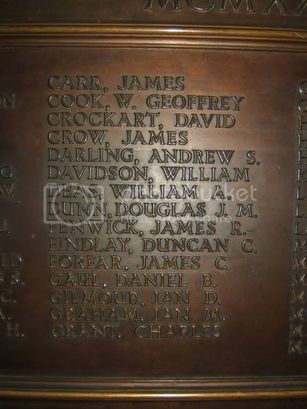 CARR, JAMES
COOK, W. GEOFFREY
CROCKART, DAVID
CROW, JAMES
DARLING, ANDREW S.
DAVIDSON, WILLIAM
DEAS, WILLIAM A.
DUNN, DOUGLAS J. M.
FENWICK, JAMES R.
FINDLAY, DUNCAN C.
FORFAR, JAMES C.
GAUL, DANIEL B.
GILMOUR, IAN D.
GRAHAM, IAN M.
GRANT, CHARLES